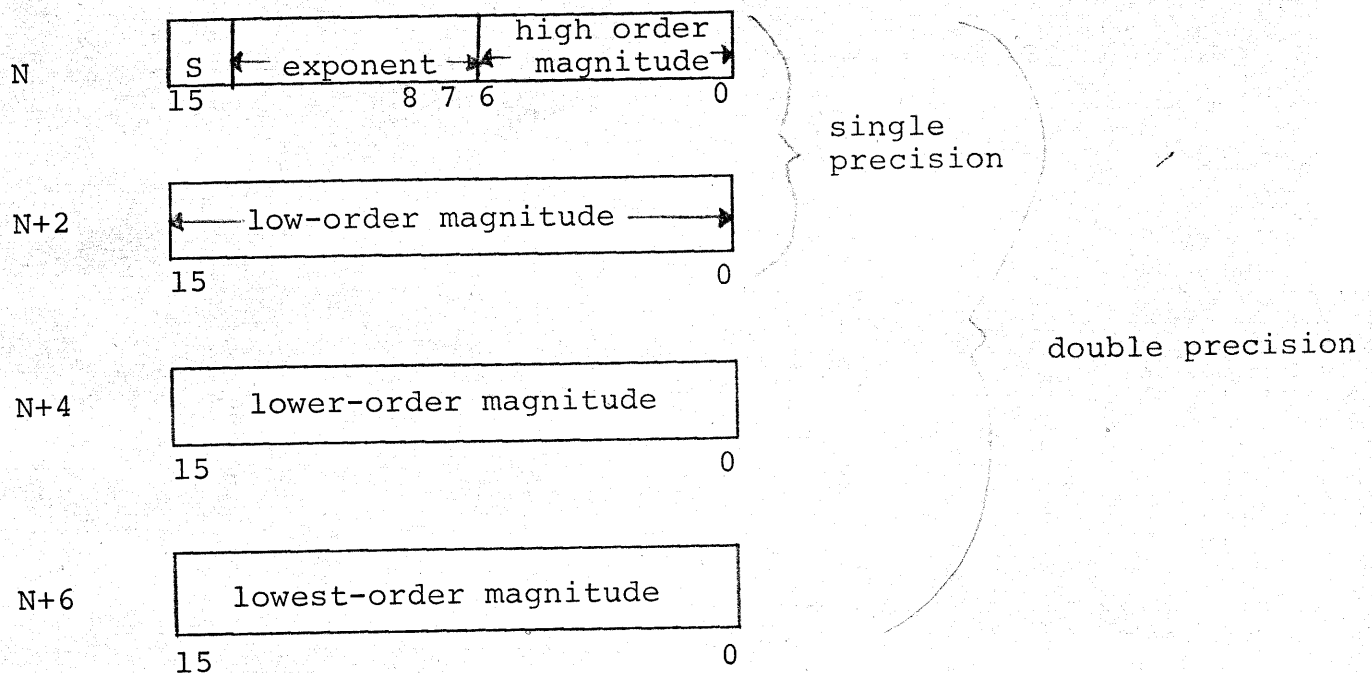 high order
N S exponent magnitude
15 8 7 6 0
single
precision
N+2 low-order magnitude
15 0
double precision
N+4 lower-order magnitude
15 0
N+6 lowest-order magnitude
15 0